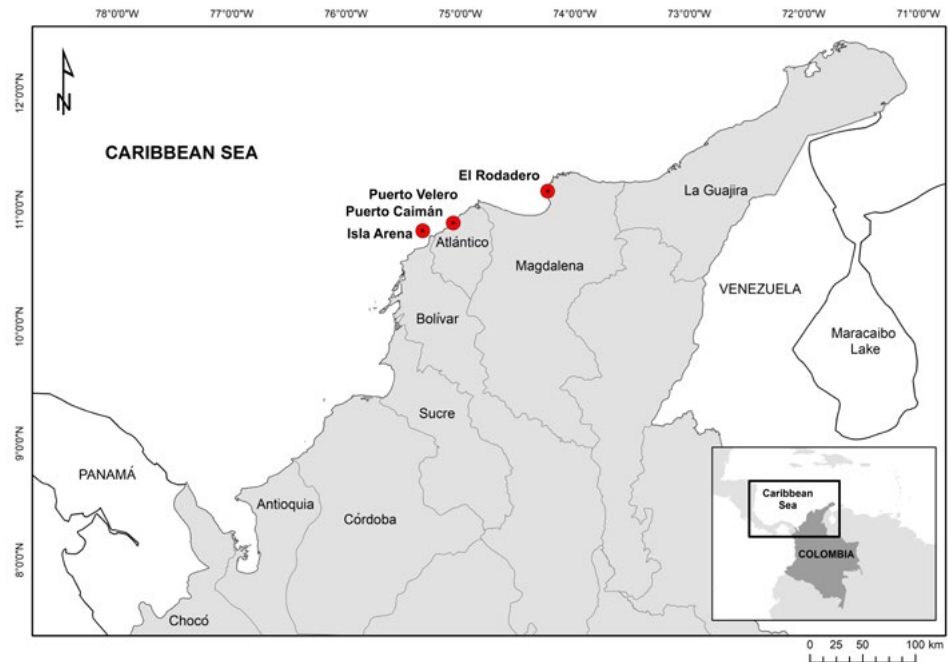 78°0'0"W 77°0'0"W 76°0'0"W 75°0'0"W 74°0'0"W 73°0'0"W 72°0'0"W 71°0'0"W
12°0'0"N
11°0'0"N
10°0'0"N
9°0'0"N
8°0'0"N
N
CARIBBEAN SEA
El Rodadero
La Guajira
Puerto Velero
Puerto Caimán
Isla Arena
Atlántico
Magdalena
VENEZUELA
Bolívar
Maracaibo
Lake
Sucre
PANAMÁ
Antioquia
Córdoba
Chocó
Caribbean
Sea
COLOMBIA
0 25 50 100 km